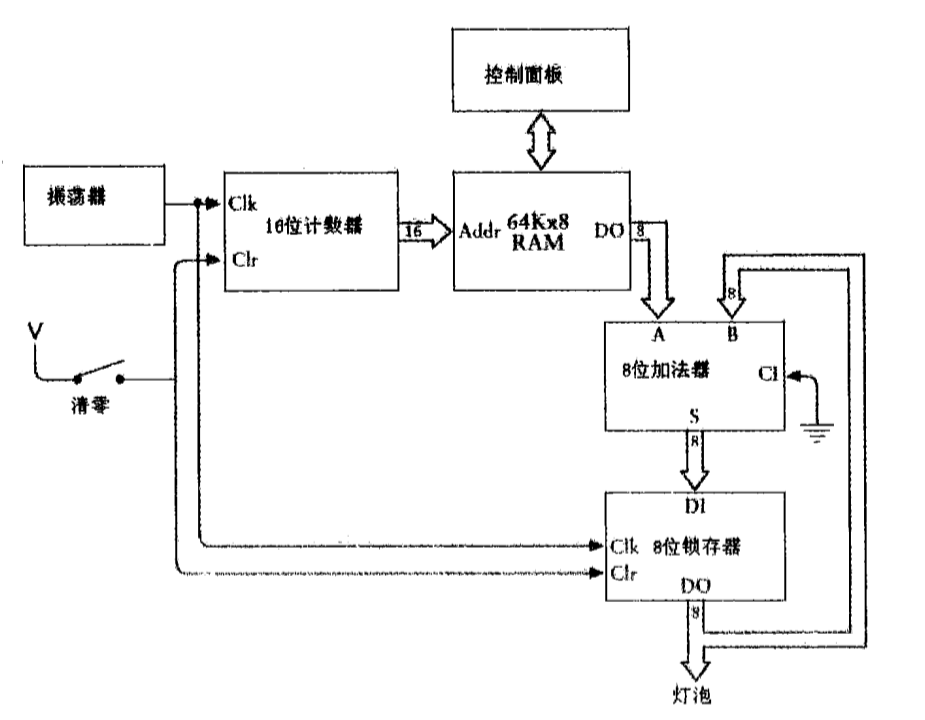 控制面板
振荡器
Clk
16位计数器
Clr
16
Addr
64Kx8
RAM
DO
8
8
A
B
8位加法器
CI
S
8
V
清零
DI
Clk
8位锁存器
Clr
DO
8
灯泡